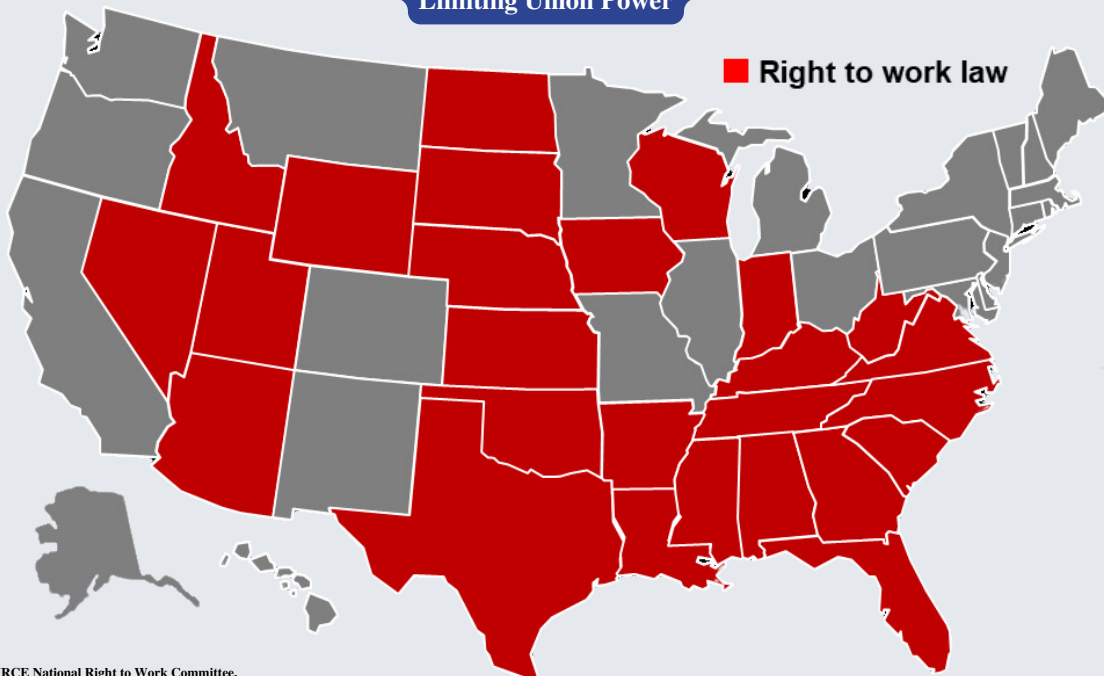 Limiting Union Power
Right to work law
RCE National Right to Work Committee.